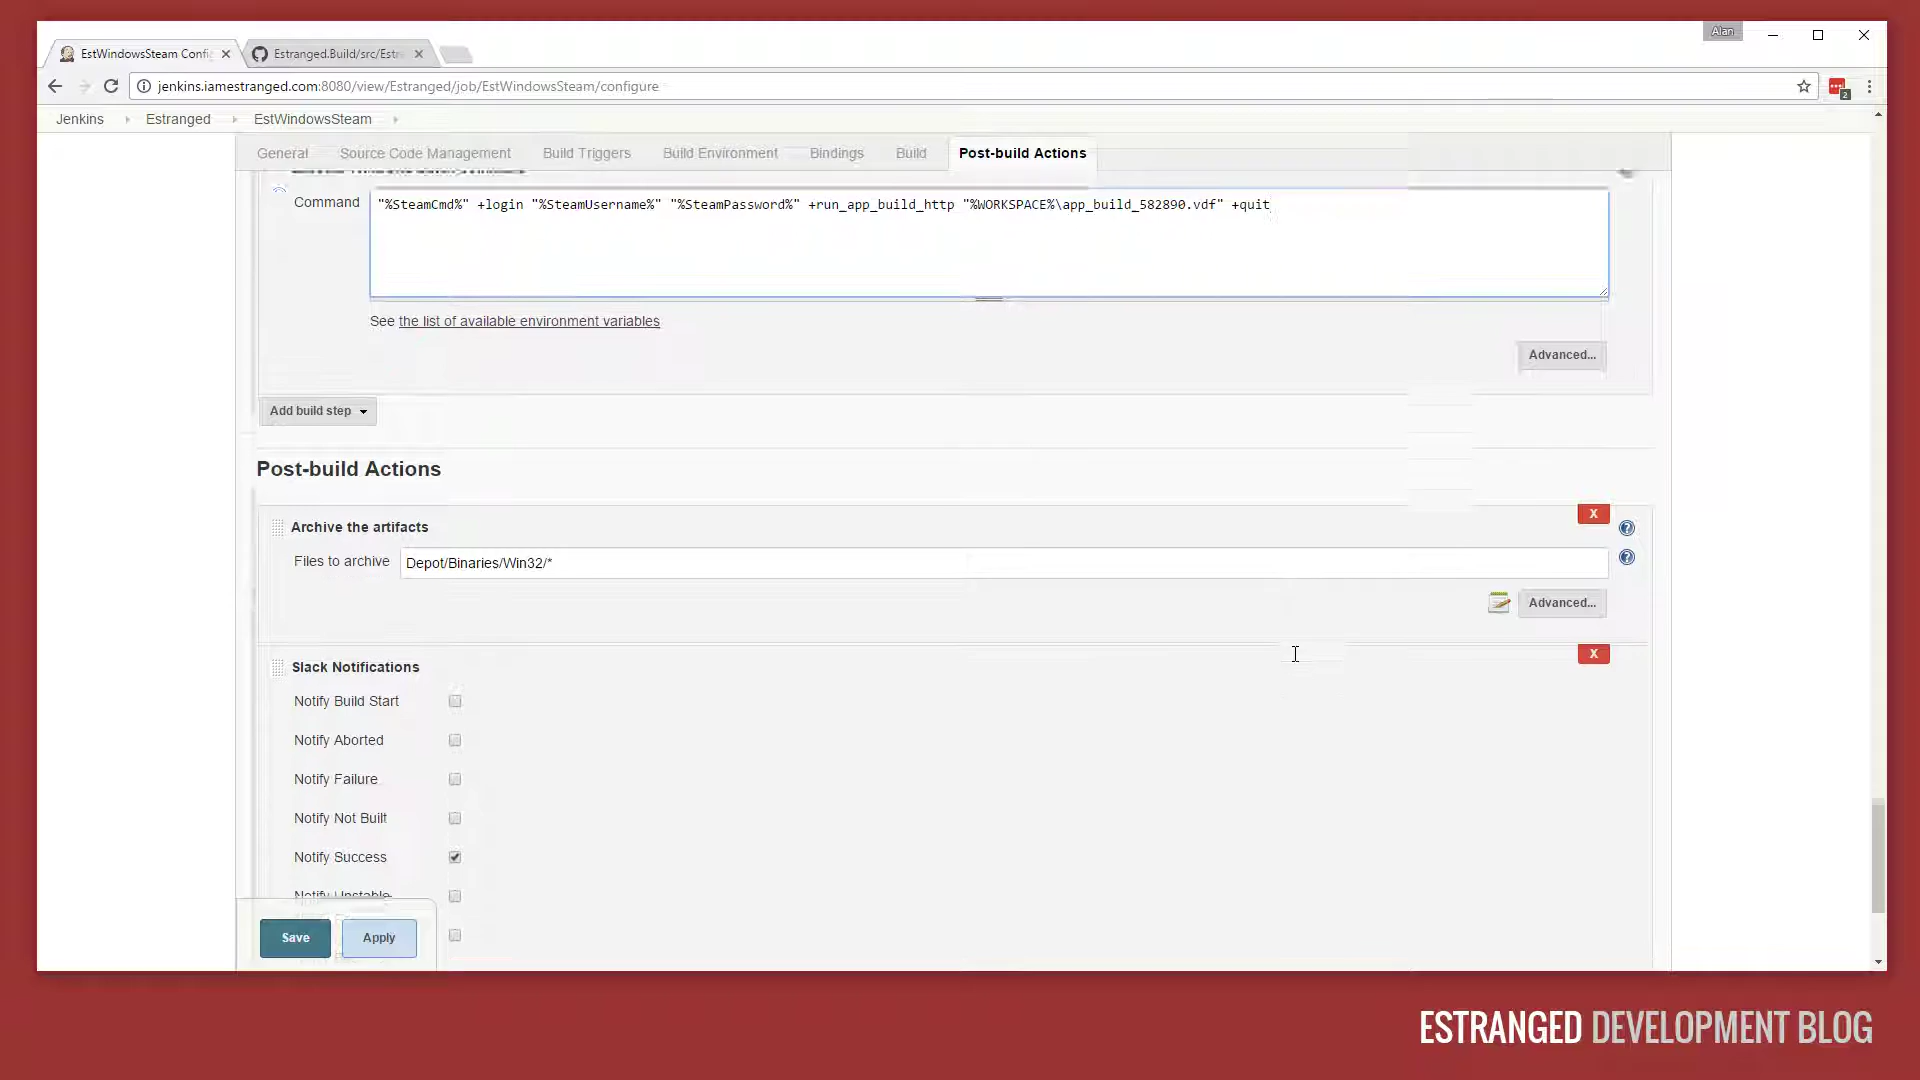 Alan
EstWindowsSteam Confi
Estranged.Build/src/Estr
jenkins.iamestranged.com:8080/view/Estranged/job/EstWindowsSteam/configure
2
Jenkins Estranged EstWindowsSteam
General Source Code Management Build Triggers Build Environment Bindings Build Post-build Actions
Command
"%SteamCmd%" +login "%SteamUsername%" "%SteamPassword%" +run_app_build_http "%WORKSPACE%\app_build_582890.vdf" +quit
See the list of available environment variables
Advanced...
Add build step
Post-build Actions
X
Archive the artifacts
Files to archive Depot/Binaries/Win32/*
Advanced...
X
Slack Notifications
Notify Build Start
Notify Aborted
Notify Failure
Notify Not Built
Notify Success
Notify Unstable
Save Apply
ESTRANGED DEVELOPMENT BLOG